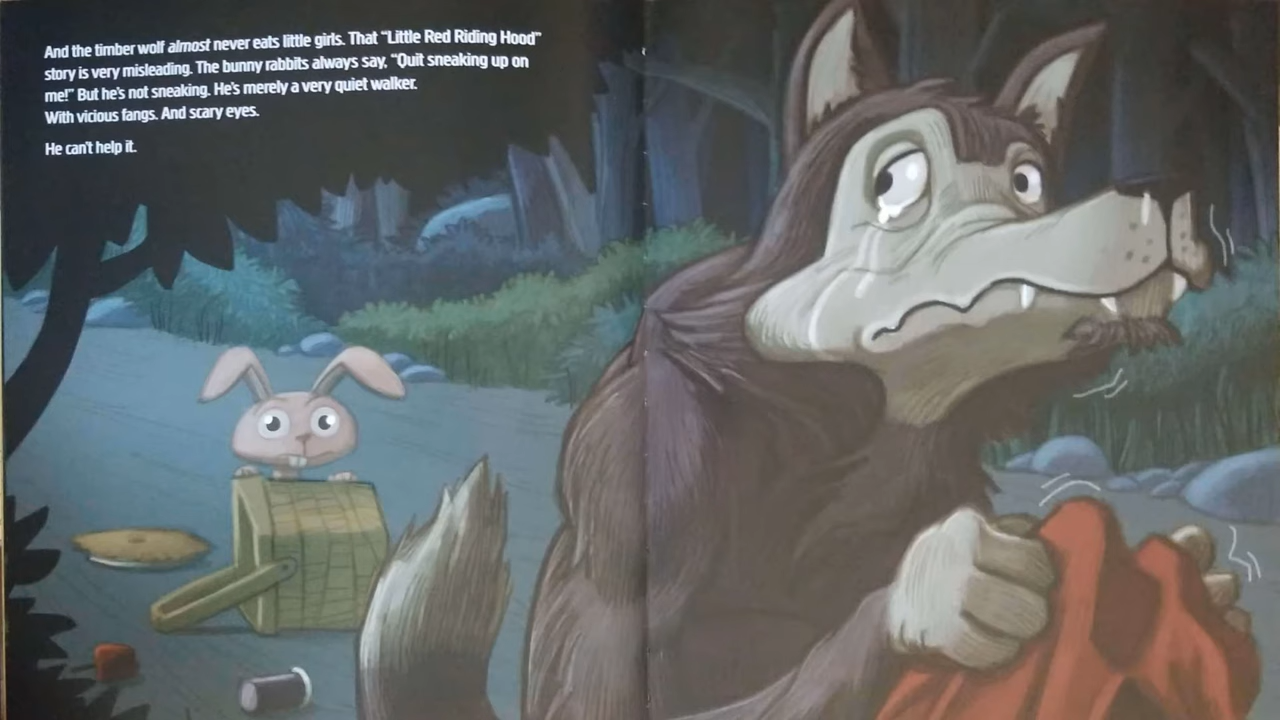 And the timber wolf almost never eats little girls. That “Little Red Riding Hood”
story is very misleading. The bunny rabbits always say, “Quit sneaking up on
me!” But he's not sneaking. He's merely a very quiet walker.
With vicious fangs. And scary eyes.
He can't help it.